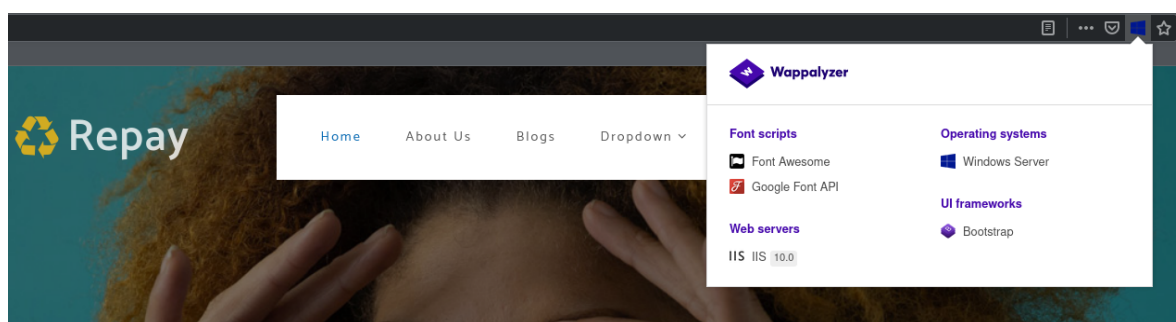 Wappalyzer
Repay
Home About Us Blogs Dropdown
Font scripts
Font Awesome
Google Font API
Web servers
IIS IIS 10.0
Operating systems
Windows Server
UI frameworks
Bootstrap